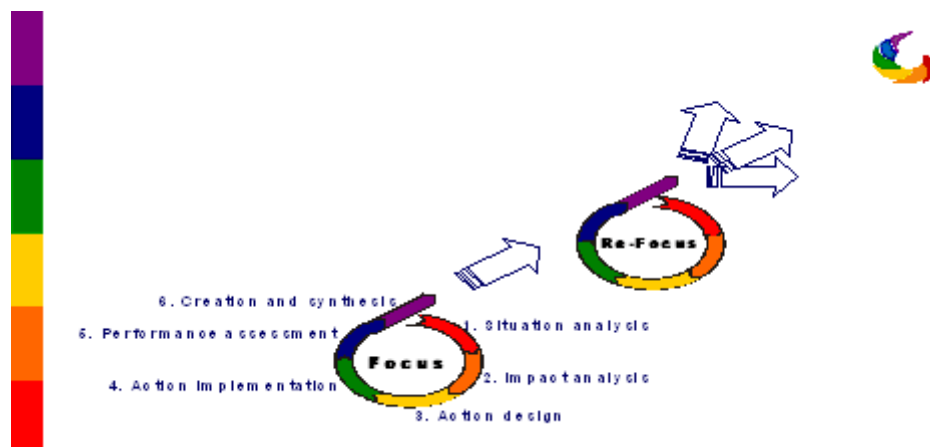 Re-Focus
6. Creation and synthesis
1. Situation analysis
5. Performance assessment
Focus
2. Impact analysis
4. Action implementation
3. Action design